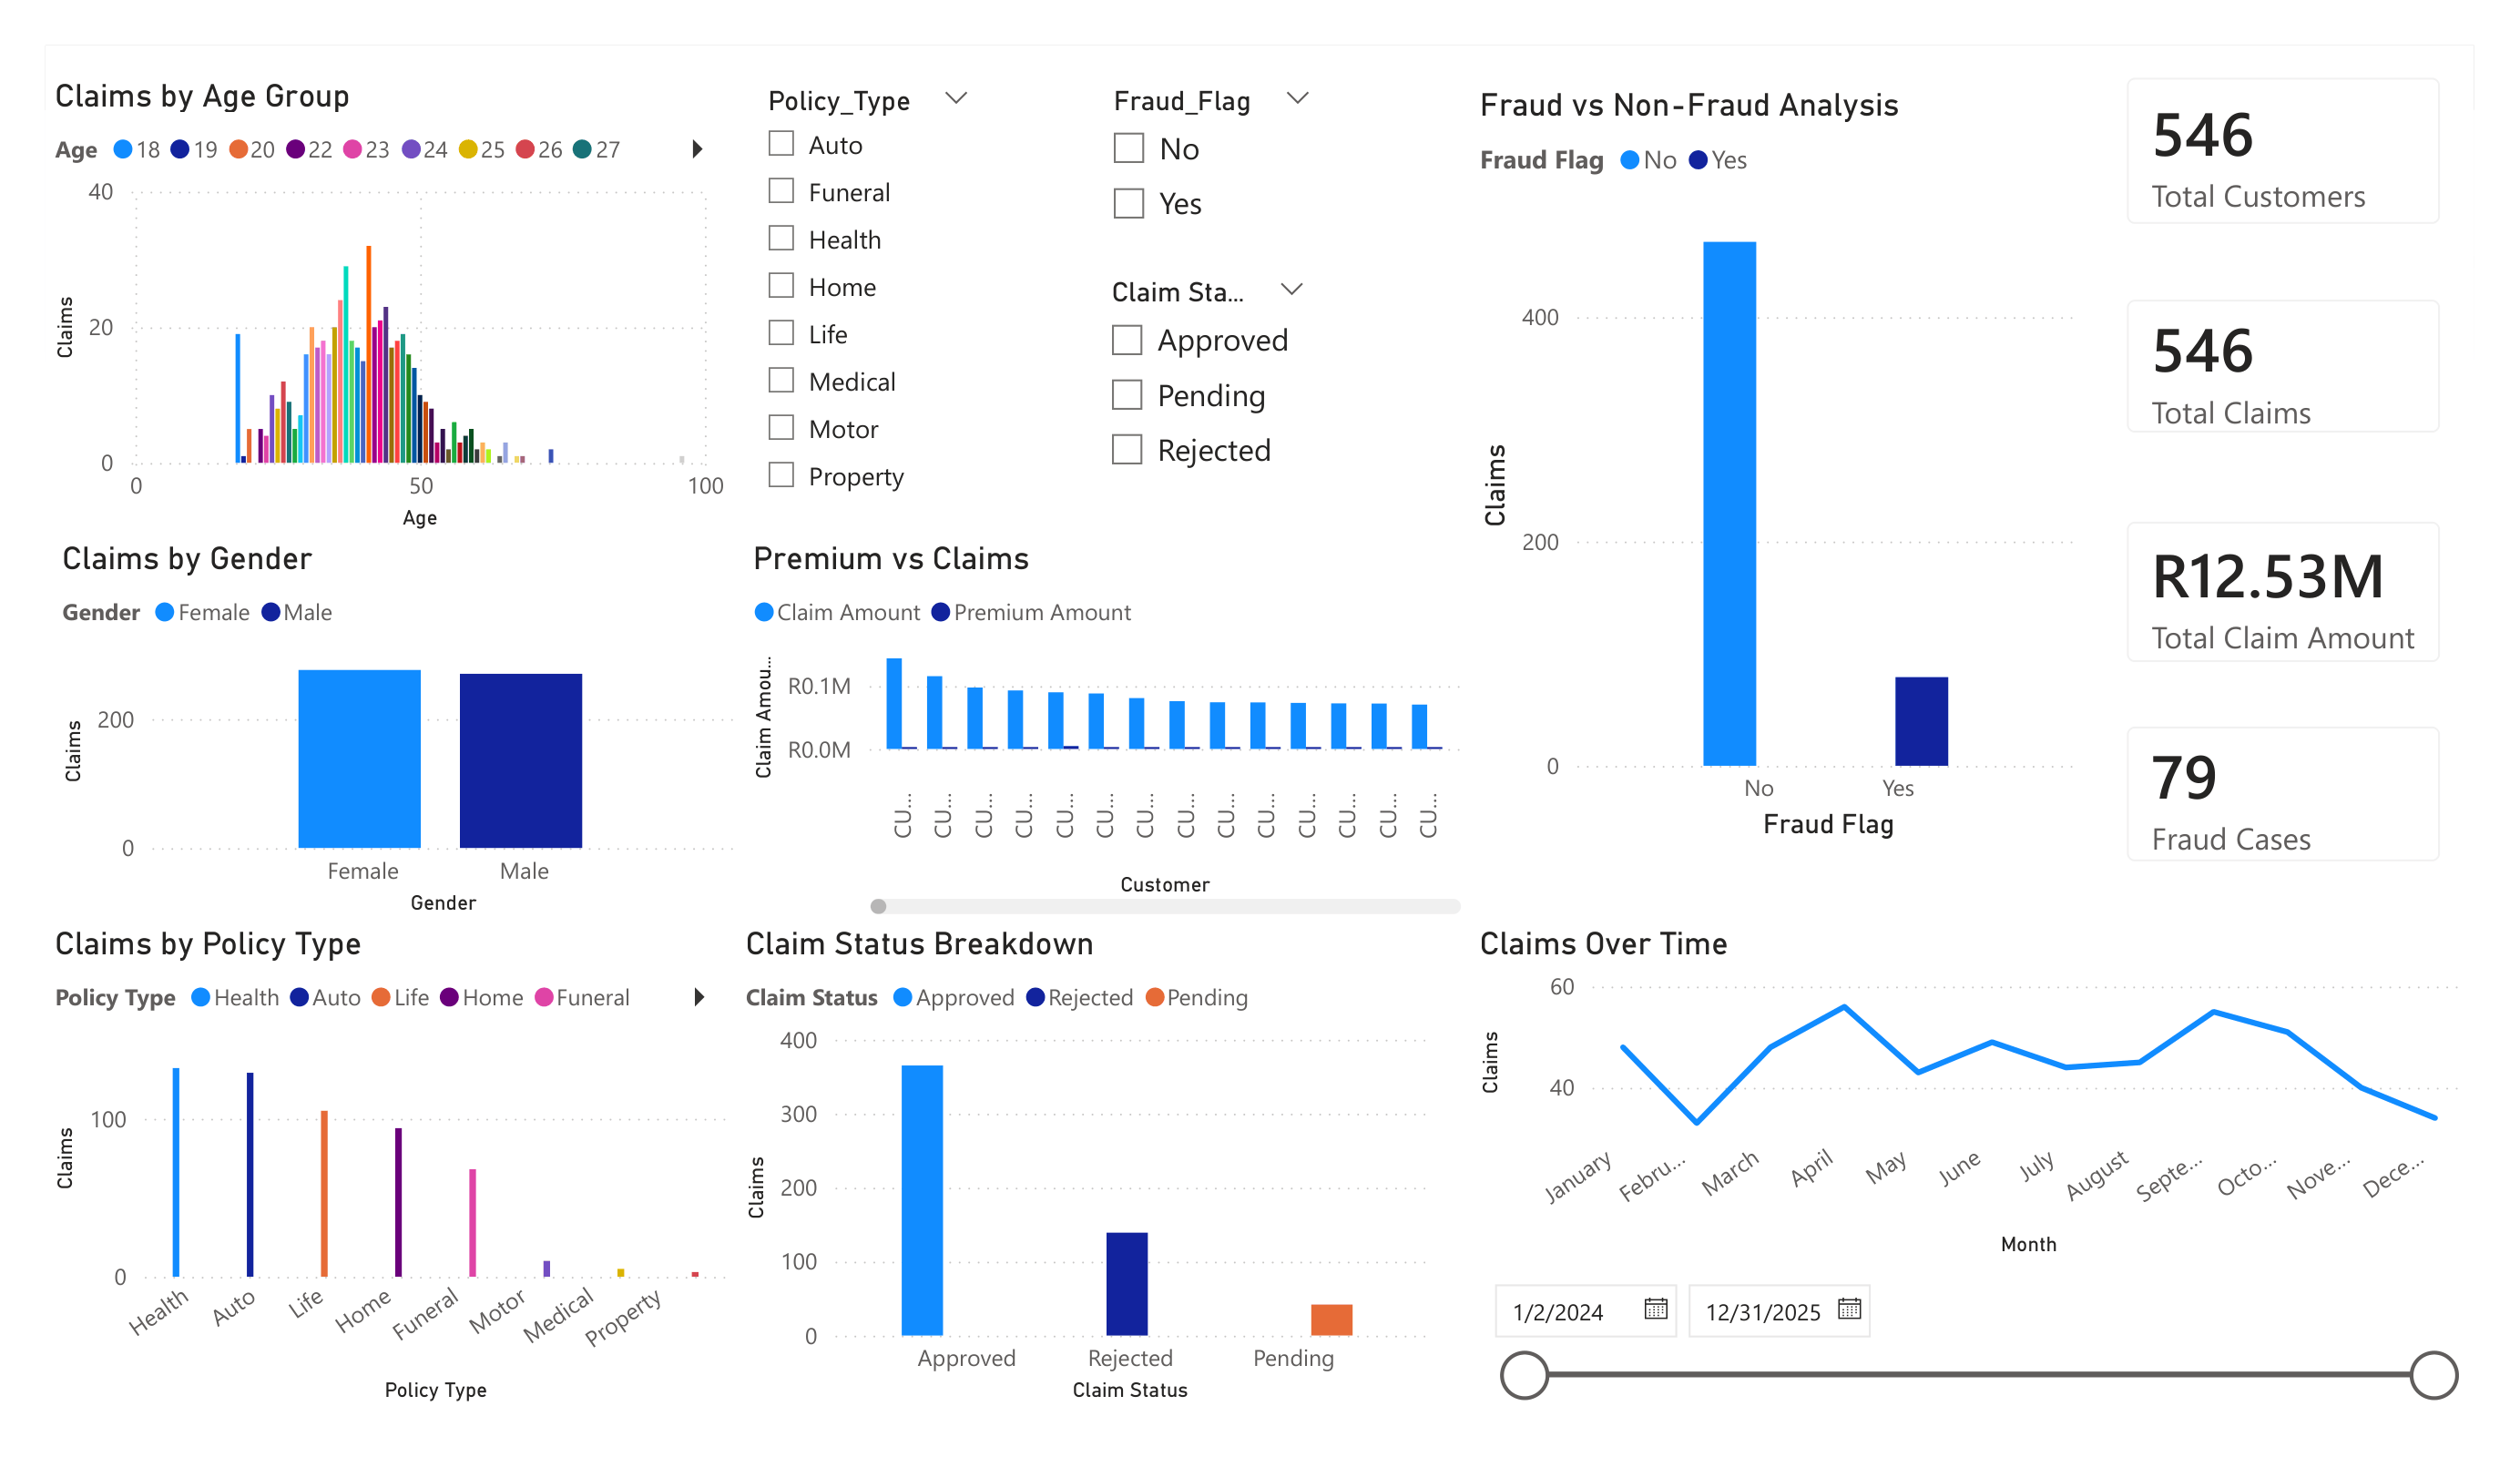 Claims by Age Group
Age 18 19 20 22 23 24 25 26 27
40
20
0
0 50 100
Claims
Age
Policy_Type
Auto
Funeral
Health
Home
Life
Medical
Motor
Property
Fraud_Flag
No
Yes
Claim Sta...
Approved
Pending
Rejected
Fraud vs Non-Fraud Analysis
Fraud Flag No Yes
400
200
0
Claims
No Yes
Fraud Flag
546
Total Customers
546
Total Claims
R12.53M
Total Claim Amount
79
Fraud Cases
Claims by Gender
Gender Female Male
200
0
Claims
Female Male
Gender
Premium vs Claims
Claim Amount Premium Amount
Claim Amou...
R0.1M
R0.0M
CU... CU... CU... CU... CU... CU... CU... CU... CU... CU... CU... CU... CU... CU...
Customer
Claims by Policy Type
Policy Type Health Auto Life Home Funeral
100
0
Claims
Health Auto Life Home Funeral Motor Medical Property
Policy Type
Claim Status Breakdown
Claim Status Approved Rejected Pending
400
300
200
100
0
Claims
Approved Rejected Pending
Claim Status
Claims Over Time
60
40
Claims
January Febru... March April May June July August Septe... Octo... Nove... Dece...
Month
1/2/2024 12/31/2025